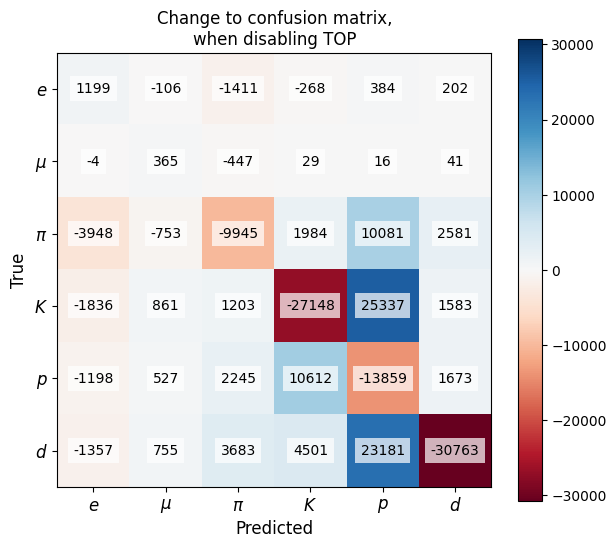 Change to confusion matrix,
when disabling TOP
e 1199 -106 -1411 -268 384 202
μ -4 365 -447 29 16 41
π -3948 -753 -9945 1984 10081 2581
K -1836 861 1203 -27148 25337 1583
p -1198 527 2245 10612 -13859 1673
d -1357 755 3683 4501 23181 -30763
e μ π K p d
True
Predicted
30000
20000
10000
0
−10000
−20000
−30000